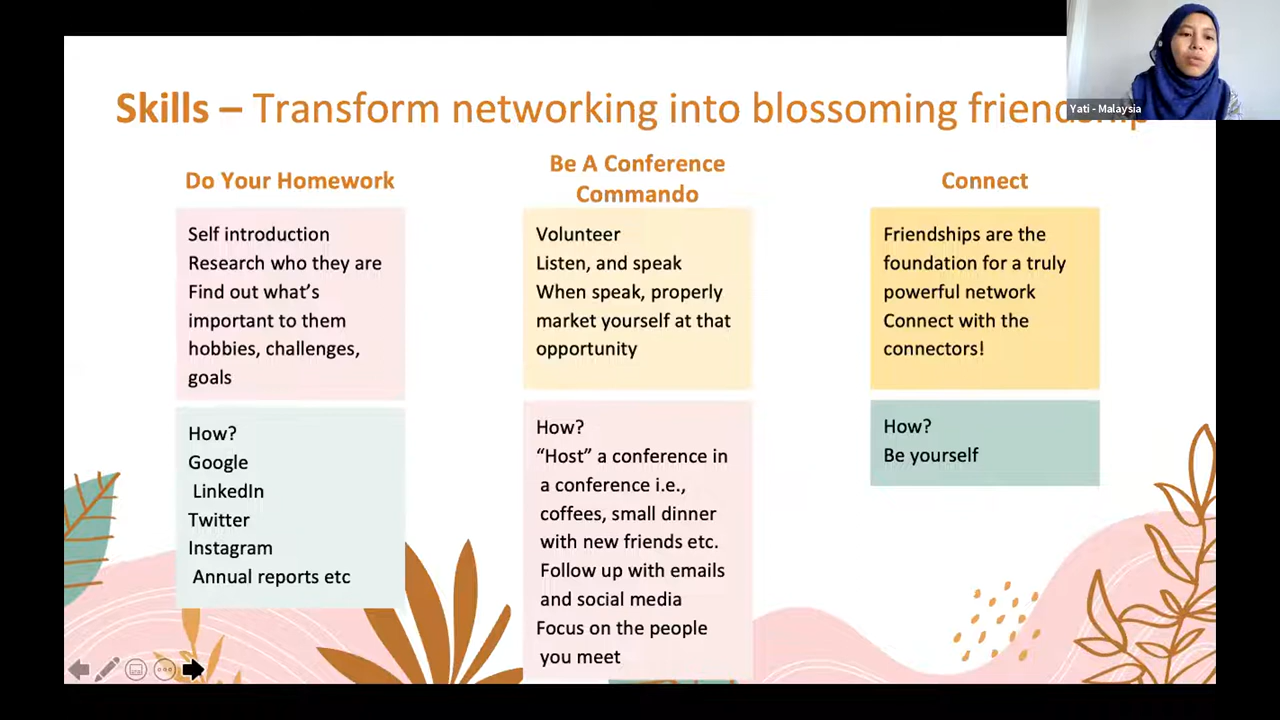 Skills – Transform networking into blossoming friendship
Yati - Malaysia
Do Your Homework
Self introduction
Research who they are
Find out what's
important to them
hobbies, challenges,
goals
How?
Google
LinkedIn
Twitter
Instagram
Annual reports etc
Be A Conference
Commando
Volunteer
Listen, and speak
When speak, properly
market yourself at that
opportunity
How?
“Host” a conference in
a conference i.e.,
coffees, small dinner
with new friends etc.
Follow up with emails
and social media
Focus on the people
you meet
Connect
Friendships are the
foundation for a truly
powerful network
Connect with the
connectors!
How?
Be yourself